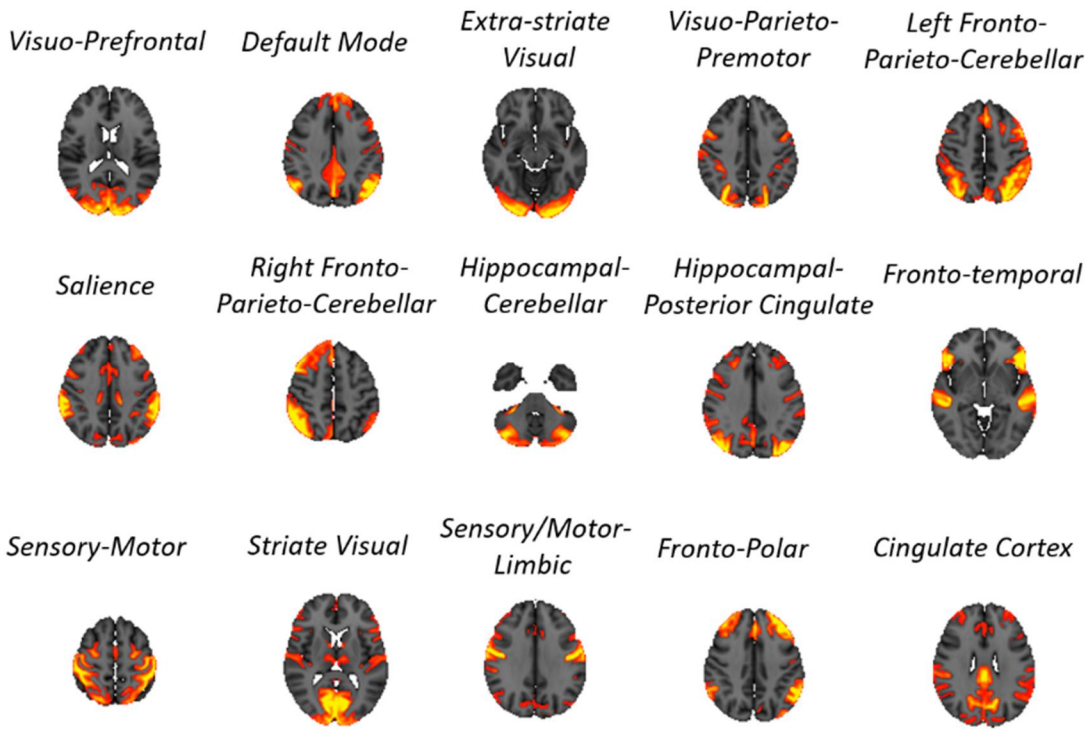 Visuo-Prefrontal
Default Mode
Extra-striate
Visual
Visuo-Parieto-
Premotor
Left Fronto-
Parieto-Cerebellar
Salience
Right Fronto-
Parieto-Cerebellar
Hippocampal-
Cerebellar
Hippocampal-
Posterior Cingulate
Fronto-temporal
Sensory-Motor
Striate Visual
Sensory/Motor-
Limbic
Fronto-Polar
Cingulate Cortex